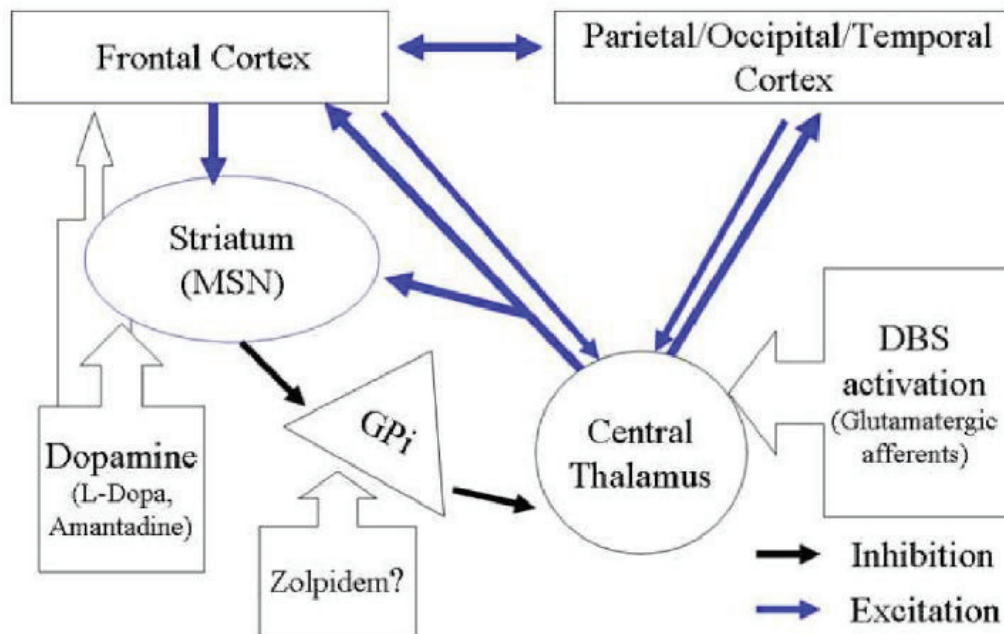 Frontal Cortex
Parietal/Occipital/Temporal
Cortex
Striatum
(MSN)
DBS
activation
(Glutamatergic
afferents)
GPi
Central
Thalamus
Dopamine
(L-Dopa,
Amantadine)
Zolpidem?
Inhibition
Excitation